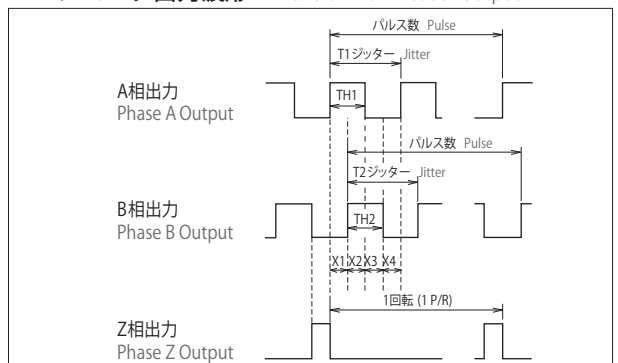 パルス数 Pulse
T1ジッター Jitter
A相出力
Phase A Output
TH1
パルス数 Pulse
T2ジッター Jitter
B相出力
Phase B Output
TH2
X1 X2 X3 X4
1回転 (1 P/R)
Z相出力
Phase Z Output